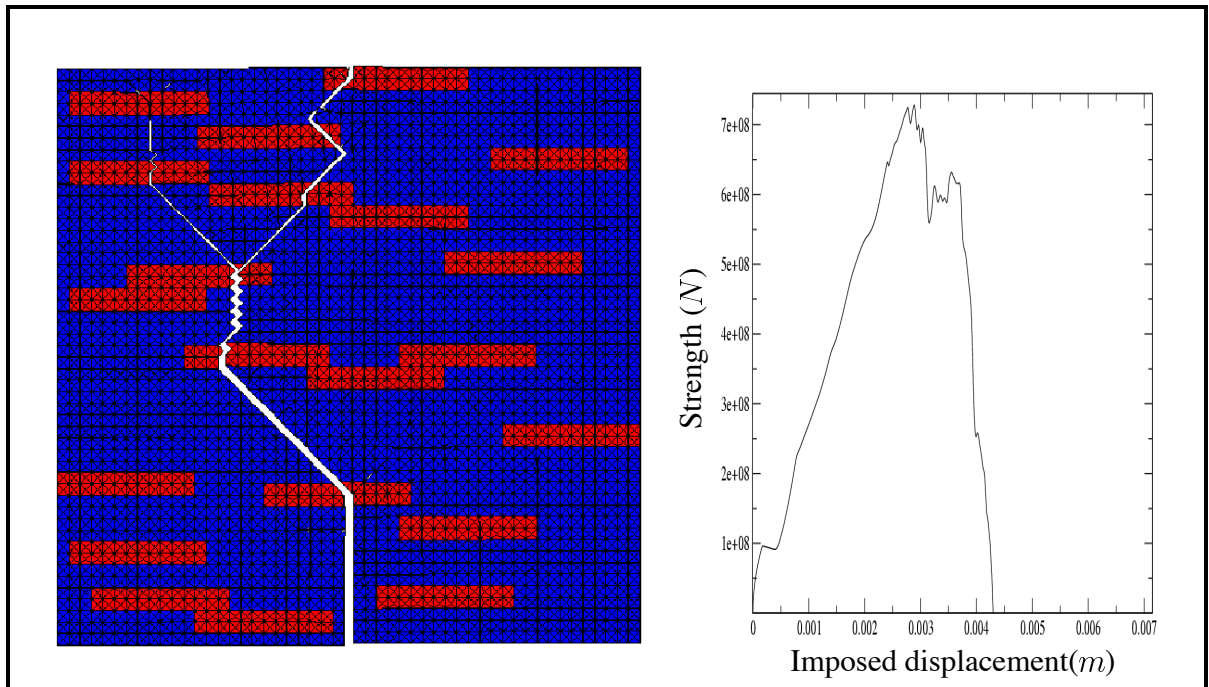 7e+08
6e+08
5e+08
4e+08
3e+08
2e+08
1e+08
Strength (N)
0 0.001 0.002 0.003 0.004 0.005 0.006 0.007
Imposed displacement(m)